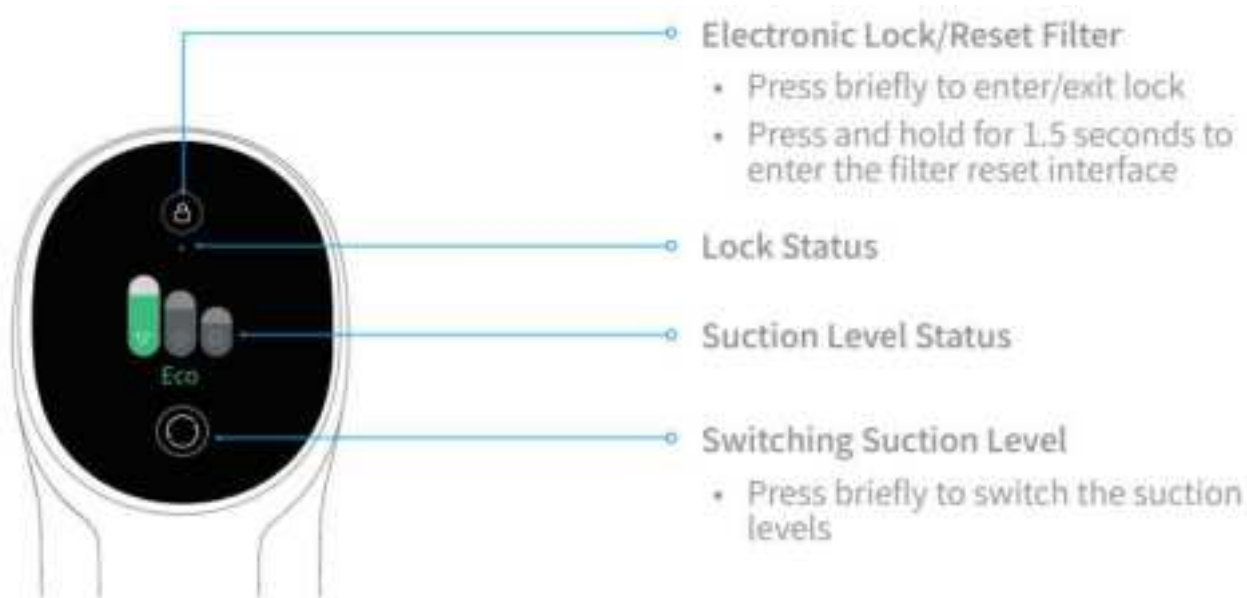 Electronic Lock/Reset Filter
• Press briefly to enter/exit lock
• Press and hold for 1.5 seconds to
enter the filter reset interface
Lock Status
Suction Level Status
Eco
Switching Suction Level
• Press briefly to switch the suction
levels